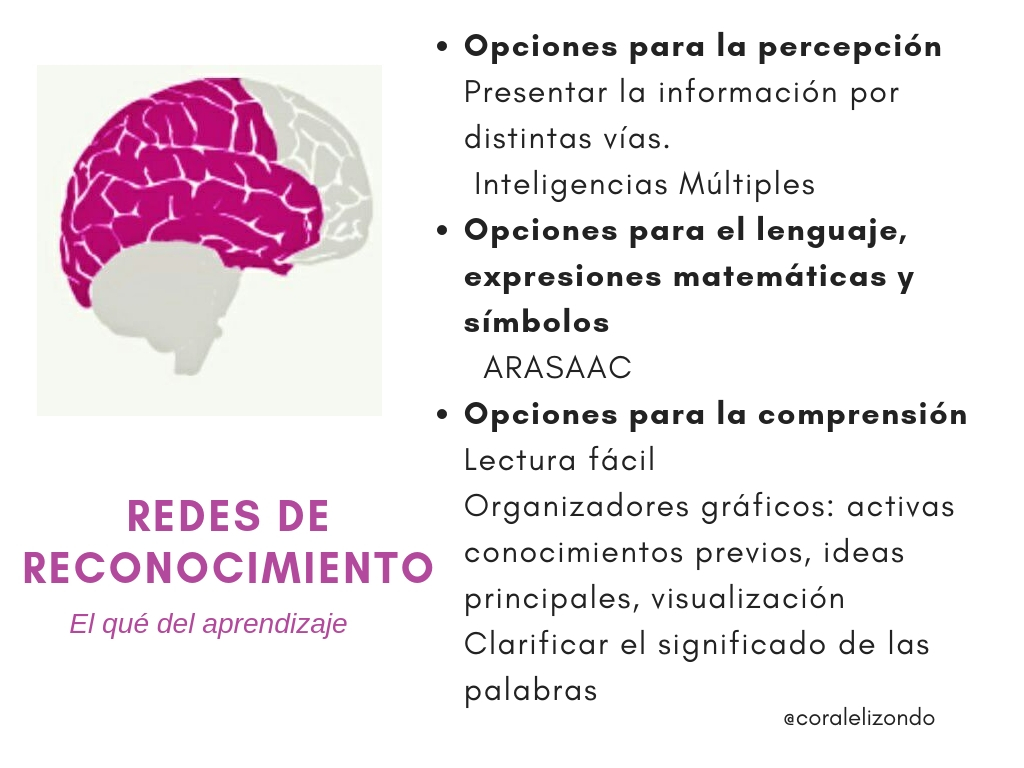 Opciones para la percepción
Presentar la información por
distintas vías.
Inteligencias Múltiples
Opciones para el lenguaje,
expresiones matemáticas y
símbolos
ARASAAC
Opciones para la comprensión
Lectura fácil
Organizadores gráficos: activas
conocimientos previos, ideas
principales, visualización
Clarificar el significado de las
palabras
REDES DE
RECONOCIMIENTO
El qué del aprendizaje
@coralelizondo